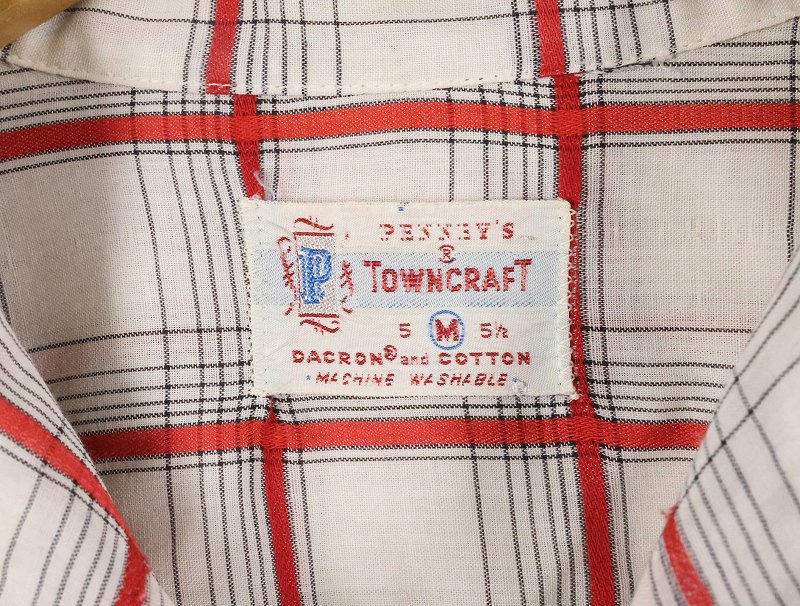 PENNEY'S
®
P TOWNCRAFT
5 M 5½
DACRON® and COTTON
MACHINE WASHABLE